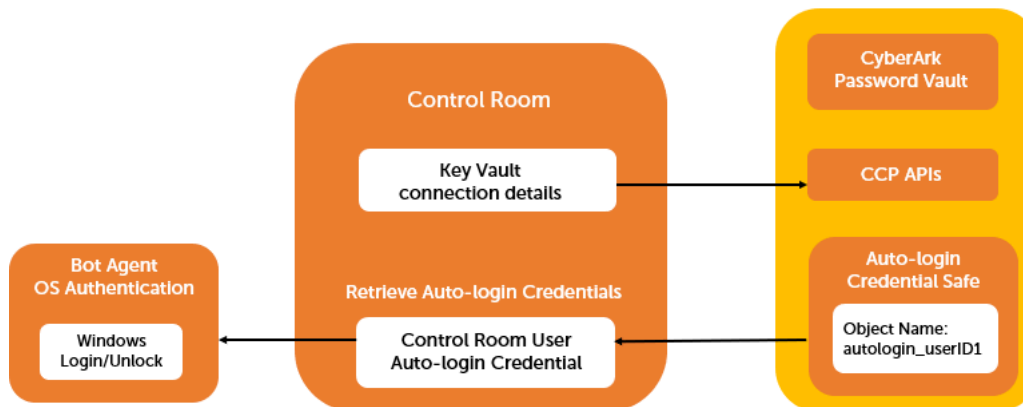 Control Room
Key Vault
connection details
Retrieve Auto-login Credentials
Control Room User
Auto-login Credential
Bot Agent
OS Authentication
Windows
Login/Unlock
CyberArk
Password Vault
CCP APIs
Auto-login
Credential Safe
Object Name:
autologin_userID1